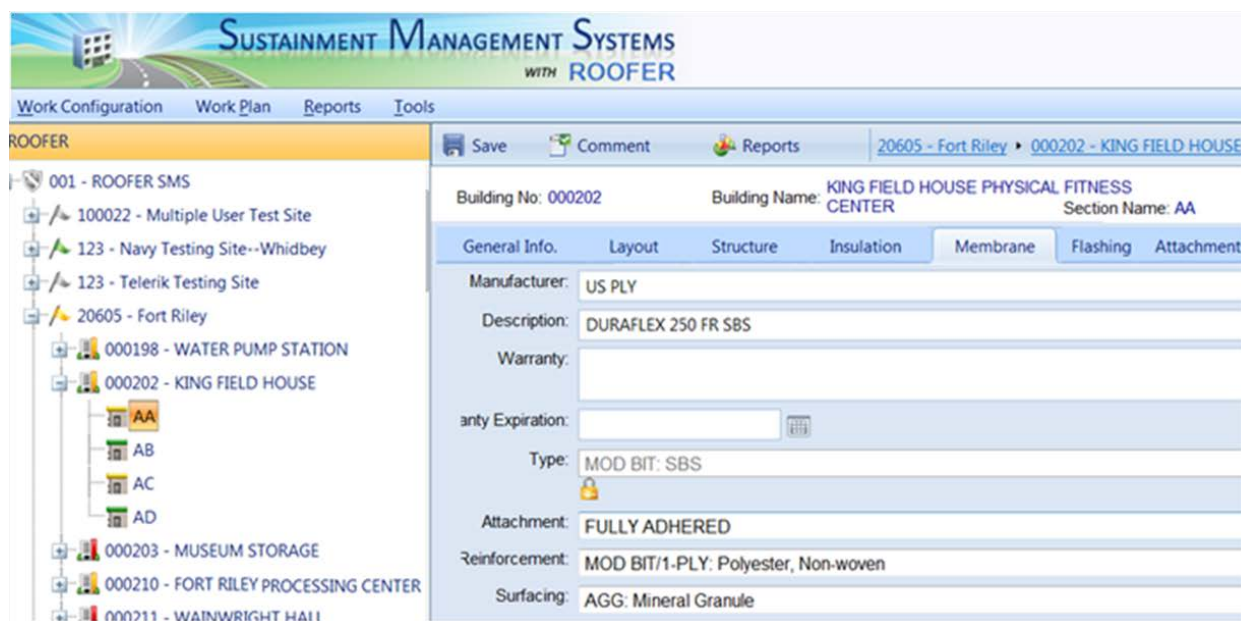 SUSTAINMENT MANAGEMENT SYSTEMS
WITH ROOFER
Work Configuration Work Plan Reports Tools
ROOFER
001 - ROOFER SMS
100022 - Multiple User Test Site
123 - Navy Testing Site--Whidbey
123 - Telerik Testing Site
20605 - Fort Riley
000198 - WATER PUMP STATION
000202 - KING FIELD HOUSE
AA
AB
AC
AD
000203 - MUSEUM STORAGE
000210 - FORT RILEY PROCESSING CENTER
000211 - WAINWRIGHT HALL
Save Comment Reports 20605 - Fort Riley 000202 - KING FIELD HOUSE
Building No: 000202 Building Name: KING FIELD HOUSE PHYSICAL FITNESS
CENTER Section Name: AA
General Info. Layout Structure Insulation Membrane Flashing Attachment
Manufacturer: US PLY
Description: DURAFLEX 250 FR SBS
Warranty:
anty Expiration:
Type: MOD BIT: SBS
Attachment: FULLY ADHERED
Reinforcement: MOD BIT/1-PLY: Polyester, Non-woven
Surfacing: AGG: Mineral Granule